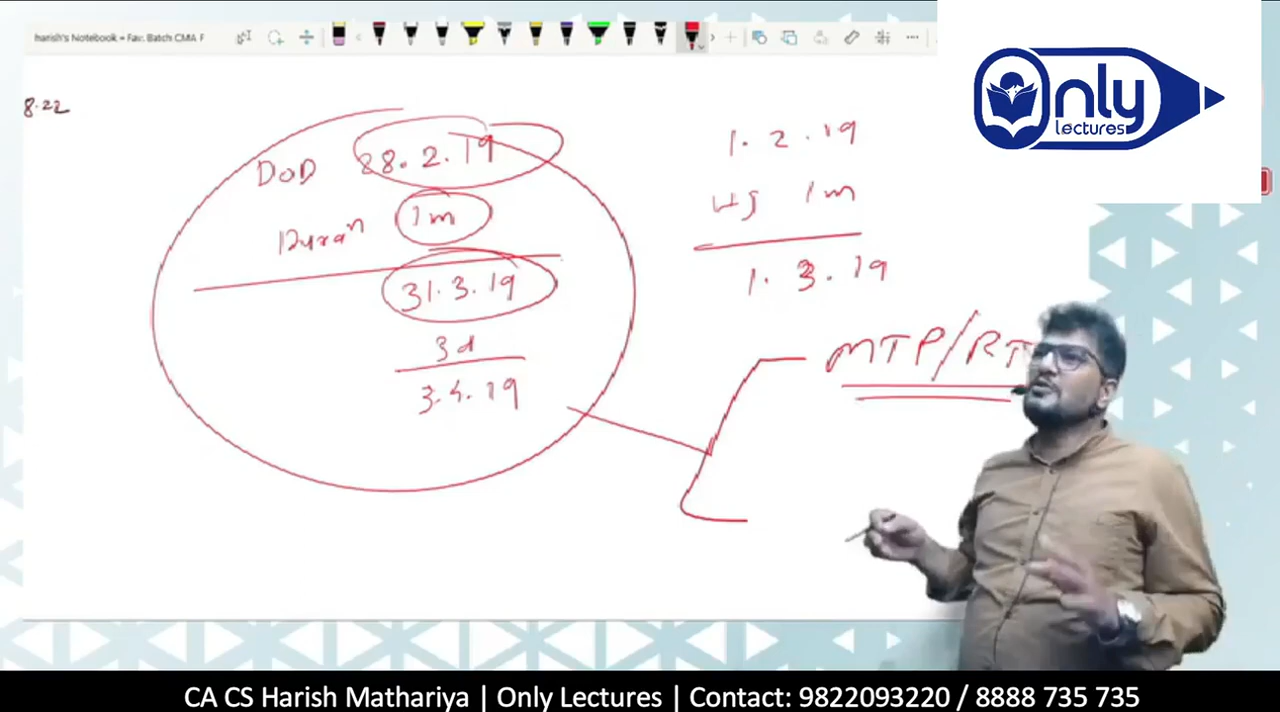 harish's Notebook = Fav. Batch CMA F
Only
lectures
8.22
DOD 28.2.19
Duran 1m
31.3.19
3d
3.4.19
1.2.19
1m
1.3.19
MTP/RT
CA CS Harish Mathariya | Only Lectures | Contact: 9822093220 / 8888 735 735